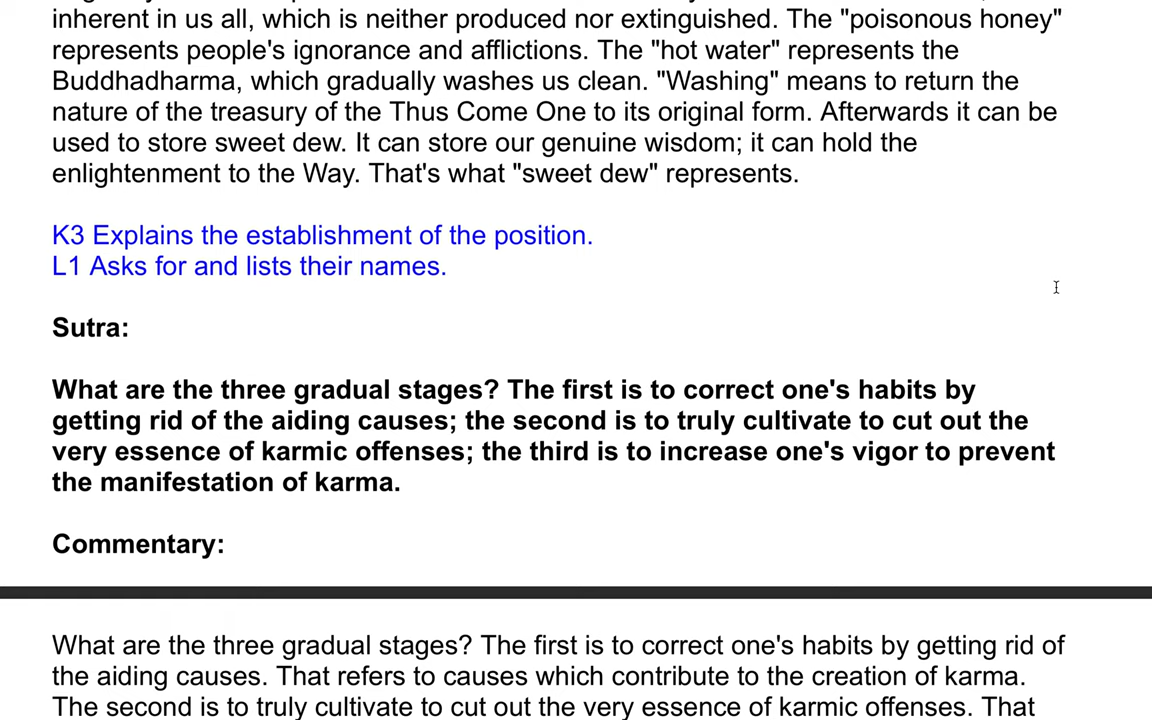 inherent in us all, which is neither produced nor extinguished. The "poisonous honey"
represents people's ignorance and afflictions. The "hot water" represents the
Buddhadharma, which gradually washes us clean. "Washing" means to return the
nature of the treasury of the Thus Come One to its original form. Afterwards it can be
used to store sweet dew. It can store our genuine wisdom; it can hold the
enlightenment to the Way. That's what "sweet dew" represents.
K3 Explains the establishment of the position.
L1 Asks for and lists their names.
Sutra:
What are the three gradual stages? The first is to correct one's habits by
getting rid of the aiding causes; the second is to truly cultivate to cut out the
very essence of karmic offenses; the third is to increase one's vigor to prevent
the manifestation of karma.
Commentary:
What are the three gradual stages? The first is to correct one's habits by getting rid of
the aiding causes. That refers to causes which contribute to the creation of karma.
The second is to truly cultivate to cut out the very essence of karmic offenses. That